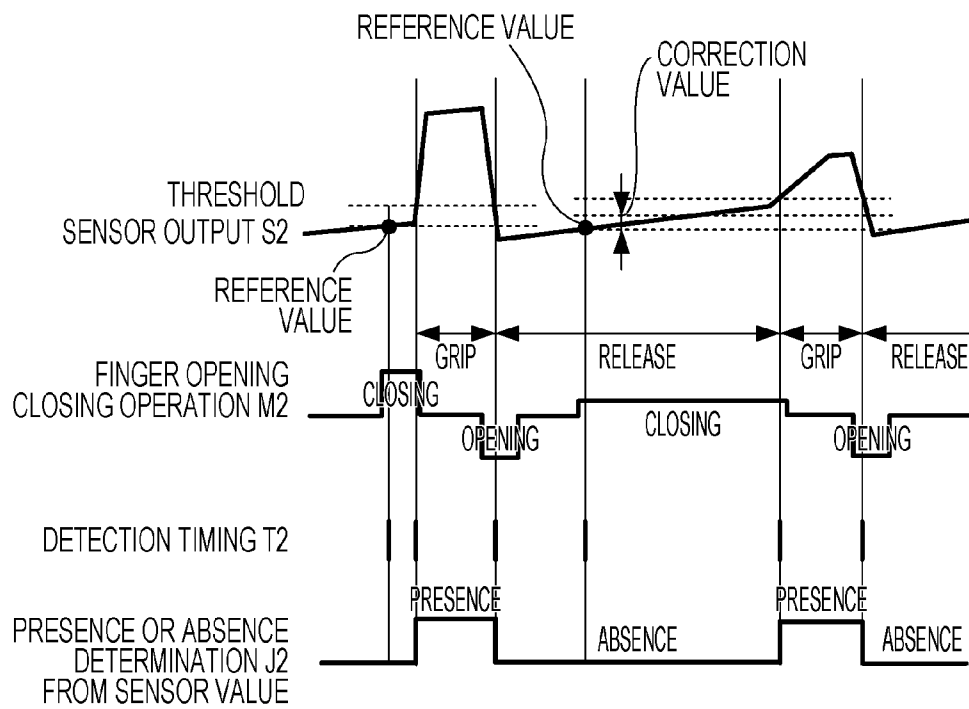 REFERENCE VALUE
CORRECTION
VALUE
THRESHOLD
SENSOR OUTPUT S2
REFERENCE
VALUE
GRIP
RELEASE
GRIP
RELEASE
FINGER OPENING
CLOSING OPERATION M2
CLOSING
OPENING
CLOSING
OPENING
DETECTION TIMING T2
PRESENCE
PRESENCE
PRESENCE OR ABSENCE
DETERMINATION J2
FROM SENSOR VALUE
ABSENCE
ABSENCE